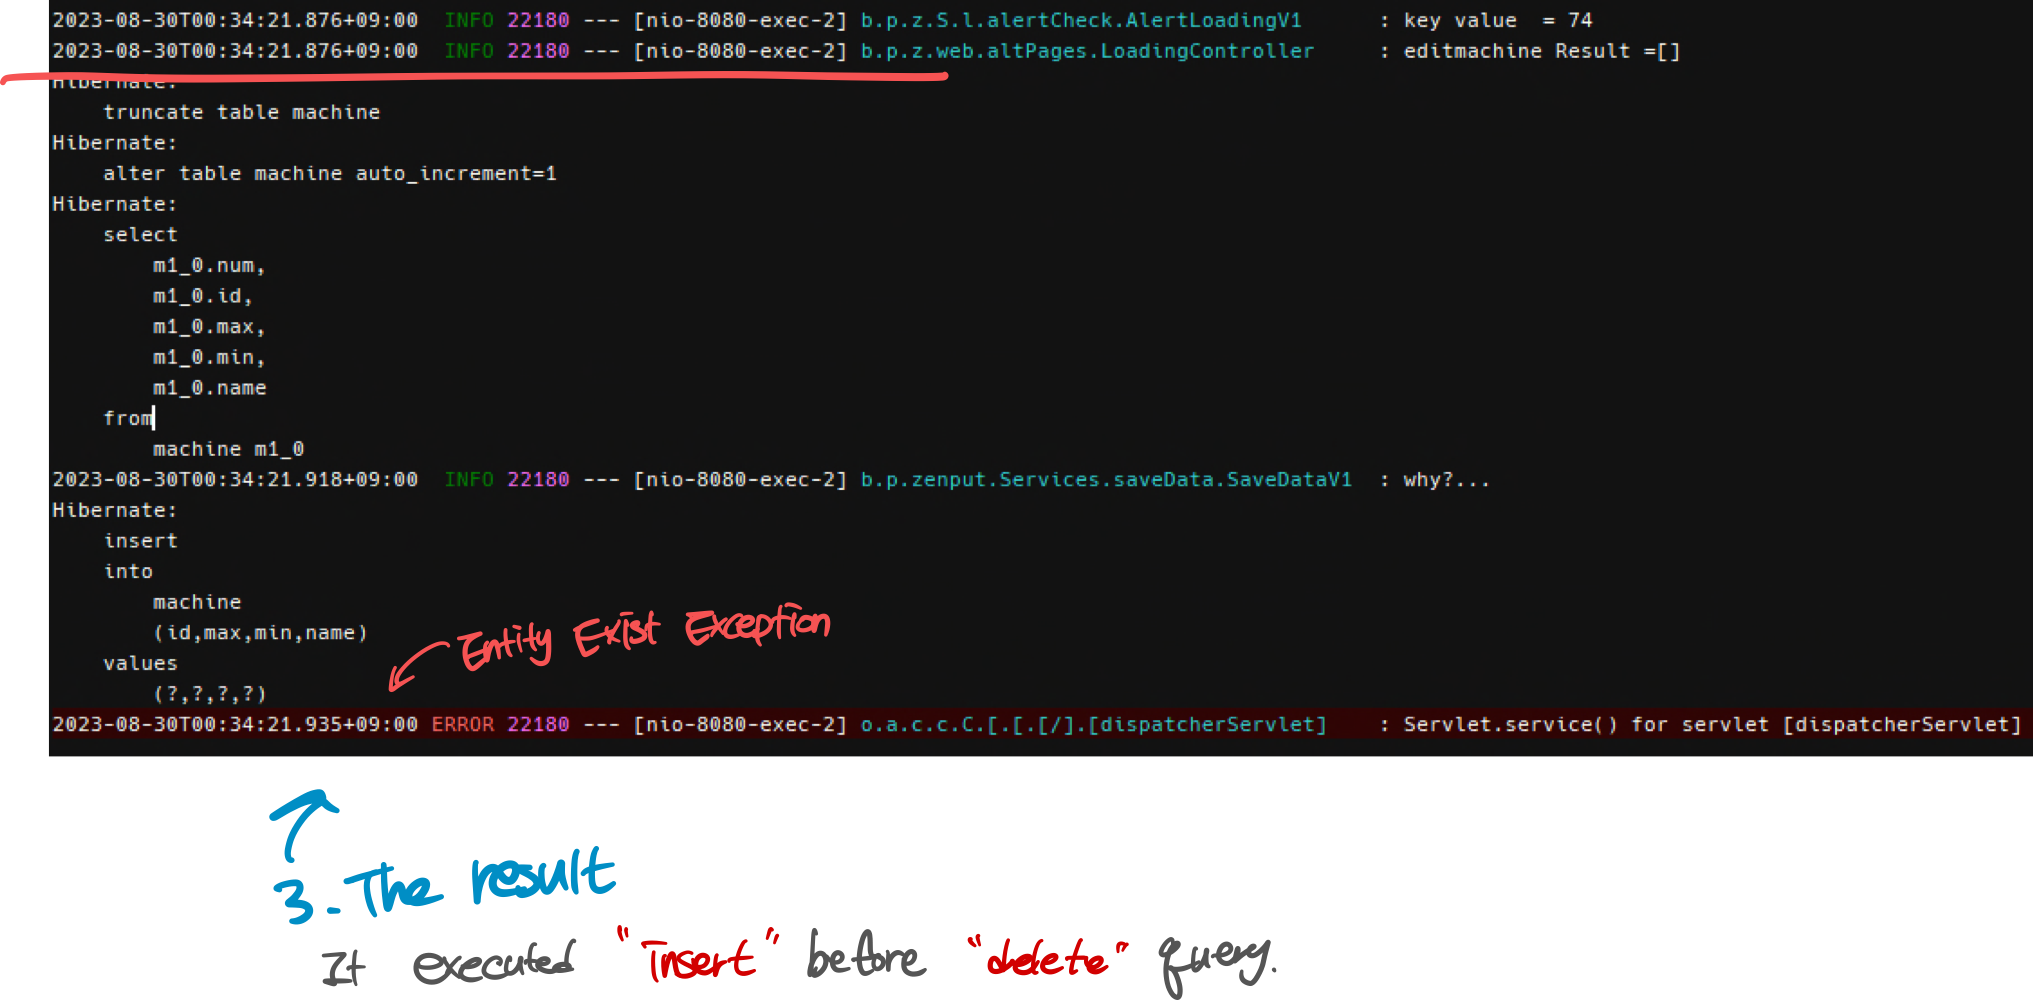 2023-08-30T00:34:21.876+09:00  INFO 22180 --- [nio-8080-exec-2] b.p.z.S.l.alertCheck.AlertLoadingV1      : key value  = 74
2023-08-30T00:34:21.876+09:00  INFO 22180 --- [nio-8080-exec-2] b.p.z.web.altPages.LoadingController     : editmachine Result =[]
Hibernate:
    truncate table machine
Hibernate:
    alter table machine auto_increment=1
Hibernate:
    select
        m1_0.num,
        m1_0.id,
        m1_0.max,
        m1_0.min,
        m1_0.name
    from
        machine m1_0
2023-08-30T00:34:21.918+09:00  INFO 22180 --- [nio-8080-exec-2] b.p.zenput.Services.saveData.SaveDataV1  : why?...
Hibernate:
    insert
    into
        machine
        (id,max,min,name)
Entity Exist Exception
    values
        (?,?,?,?)
2023-08-30T00:34:21.935+09:00 ERROR 22180 --- [nio-8080-exec-2] o.a.c.c.C.[.[.[/].[dispatcherServlet]    : Servlet.service() for servlet [dispatcherServlet]
3. The result
It executed "insert" before "delete" query.